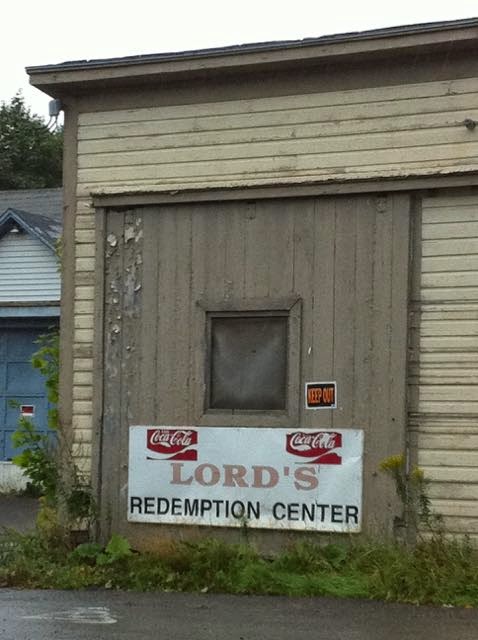 KEEP OUT
Coca-Cola Coca-Cola
LORD'S
REDEMPTION CENTER